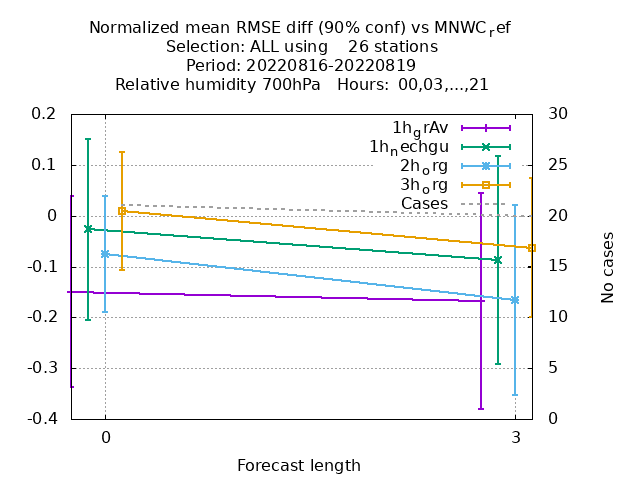 Normalized mean RMSE diff (90% conf) vs MNWC_ref
Selection: ALL using    26 stations
Period: 20220816-20220819
Relative humidity 700hPa   Hours: 00,03,...,21
0.2
0.1
0
-0.1
-0.2
-0.3
-0.4
1h_grAv
1h_nechgu
2h_org
3h_org
Cases
30
25
20
15
10
5
0
No cases
0
3
Forecast length